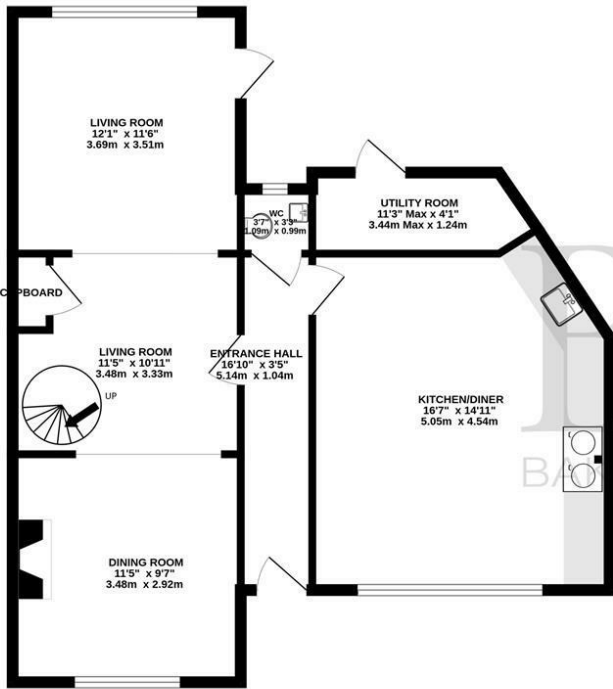 LIVING ROOM
12'1" x 11'6"
3.69m x 3.51m
WC
3'7" x 3'3"
1.09m x 0.99m
UTILITY ROOM
11'3" Max x 4'1"
3.44m Max x 1.24m
CUPBOARD
LIVING ROOM
11'5" x 10'11"
3.48m x 3.33m
UP
ENTRANCE HALL
16'10" x 3'5"
5.14m x 1.04m
KITCHEN/DINER
16'7" x 14'11"
5.05m x 4.54m
DINING ROOM
11'5" x 9'7"
3.48m x 2.92m